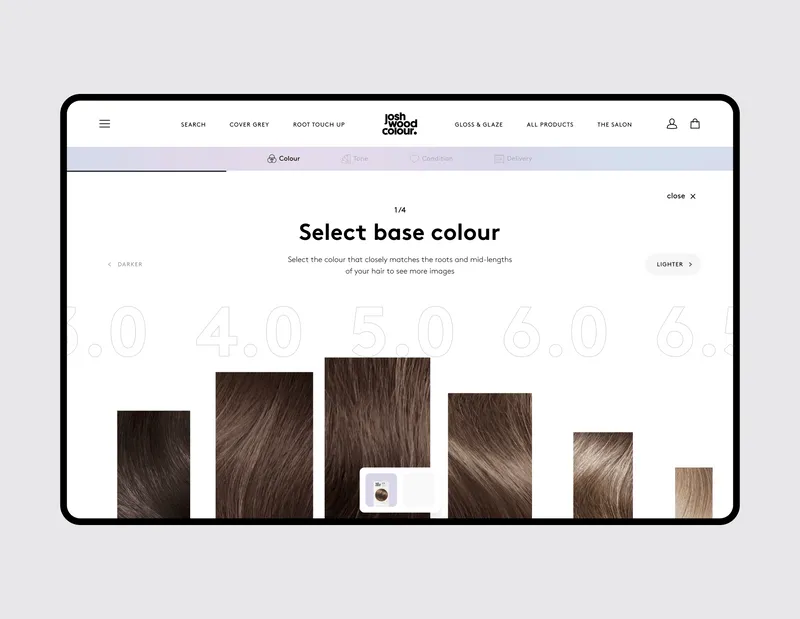 SEARCH
COVER GREY
ROOT TOUCH UP
josh
wood
colour.
GLOSS & GLAZE
ALL PRODUCTS
THE SALON
Colour
Tone
Condition
Delivery
close ×
1/4
Select base colour
< DARKER
Select the colour that closely matches the roots and mid-lengths
of your hair to see more images
LIGHTER >
3.0 4.0 5.0 6.0 6.5